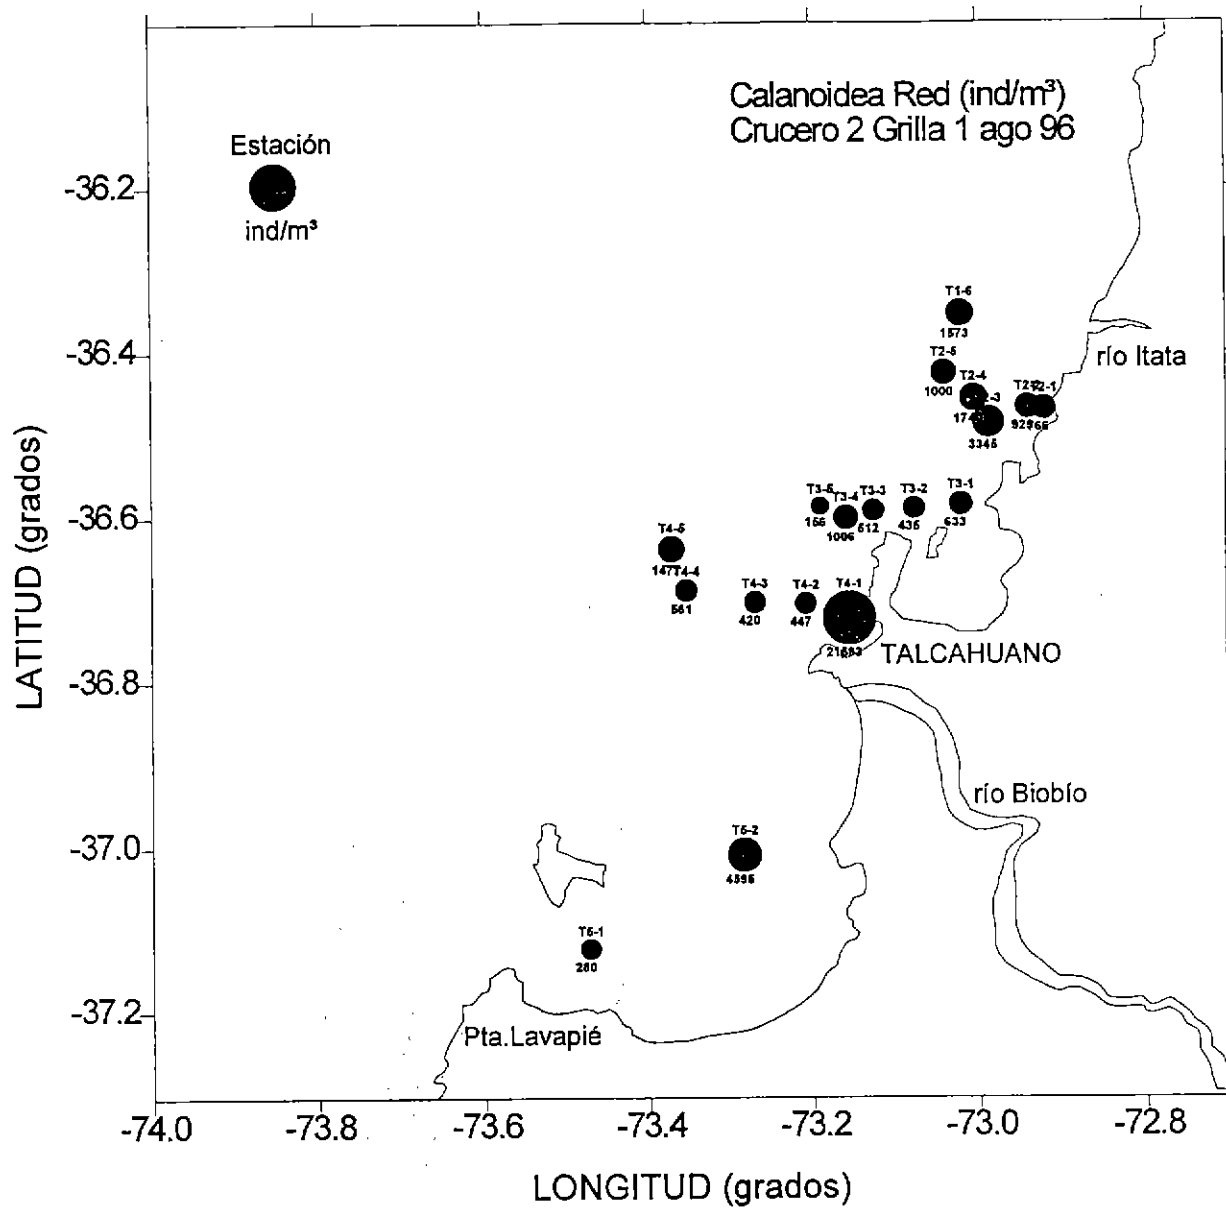 Calanoidea Red (ind/m³)
Crucero 2 Grilla 1 ago 96
Estación
ind/m³
-36.2
-36.4
-36.6
-36.8
-37.0
-37.2
LATITUD (grados)
T1-6
1573
T2-5
1000
T2-4
3345
río Itata
T3-5
T3-4
1006
T3-3
512
T3-2
435
T3-1
633
T4-5
T4-4
561
T4-3
420
T4-2
447
T4-1
TALCAHUANO
río Biobío
T5-2
4595
T5-1
280
Pta.Lavapié
-74.0
-73.8
-73.6
-73.4
-73.2
-73.0
-72.8
LONGITUD (grados)